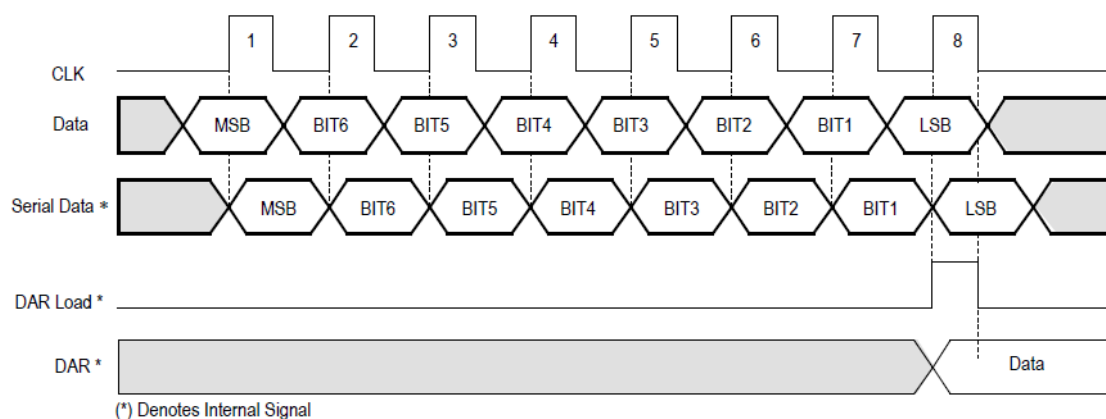 1 2 3 4 5 6 7 8
CLK
Data MSB BIT6 BIT5 BIT4 BIT3 BIT2 BIT1 LSB
Serial Data * MSB BIT6 BIT5 BIT4 BIT3 BIT2 BIT1 LSB
DAR Load *
DAR * Data
(*) Denotes Internal Signal